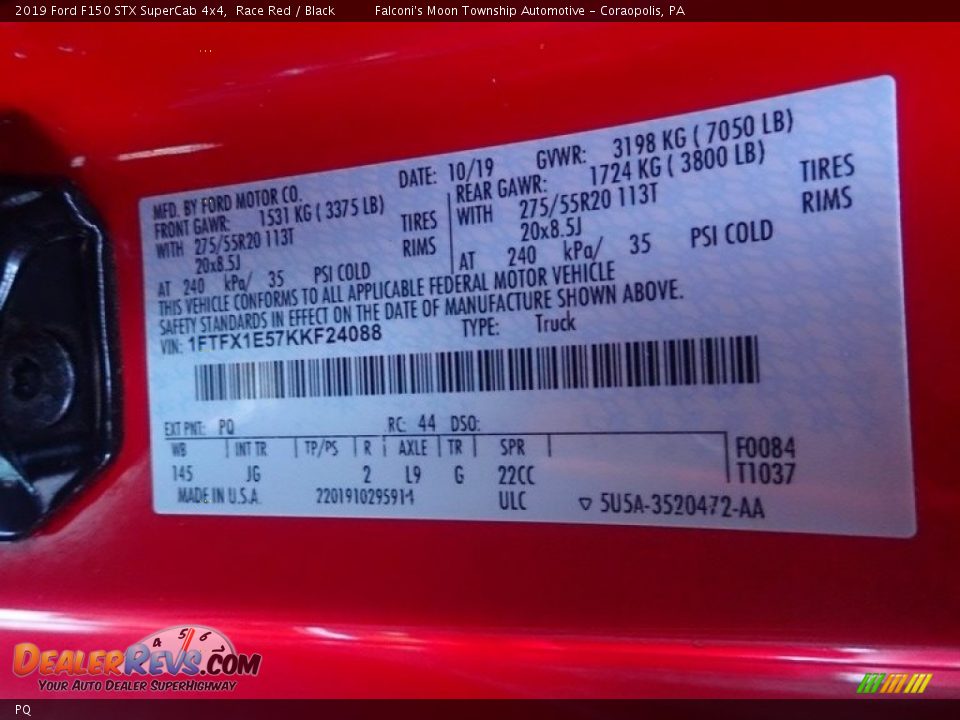 2019 Ford F150 STX SuperCab 4x4, Race Red / Black Falconi's Moon Township Automotive - Coraopolis, PA
MFD. BY FORD MOTOR CO. DATE: 10/19 GVWR: 3198 KG ( 7050 LB)
FRONT GAWR: 1531 KG ( 3375 LB) REAR GAWR: 1724 KG ( 3800 LB)
WITH 275/55R20 113T TIRES WITH 275/55R20 113T TIRES
20x8.5J RIMS 20x8.5J RIMS
AT 240 kPa/ 35 PSI COLD AT 240 kPa/ 35 PSI COLD
THIS VEHICLE CONFORMS TO ALL APPLICABLE FEDERAL MOTOR VEHICLE
SAFETY STANDARDS IN EFFECT ON THE DATE OF MANUFACTURE SHOWN ABOVE.
VIN: 1FTFX1E57KKF24088 TYPE: Truck
EXT PNT: PQ RC: 44 DSO:
WB INT TR TP/PS R AXLE TR SPR F0084
145 JG 2 L9 G 22CC T1037
MADE IN U.S.A. 220191029591 ULC ▽ 5U5A-3520472-AA
4 5 6
DEALERREVS.COM
YOUR AUTO DEALER SUPERHIGHWAY
PQ